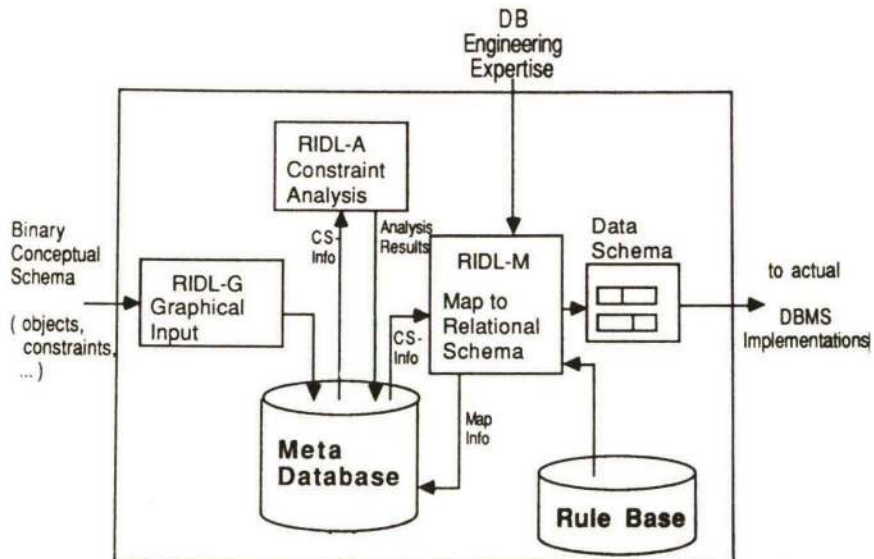 DB
Engineering
Expertise
RIDL-A
Constraint
Analysis
Binary
Conceptual
Schema
( objects,
constraints,
... )
RIDL-G
Graphical
Input
CS-
Info
Analysis
Results
CS-
Info
RIDL-M
Map to
Relational
Schema
Data
Schema
to actual
DBMS
Implementations
Map
Info
Meta
Database
Rule Base